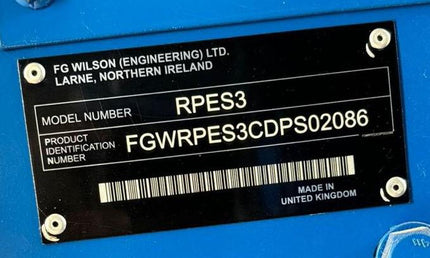 FG WILSON (ENGINEERING) LTD.
LARNE, NORTHERN IRELAND
MODEL NUMBER RPES3
PRODUCT
IDENTIFICATION
NUMBER FGWRPES3CDPS02086
MADE IN
UNITED KINGDOM